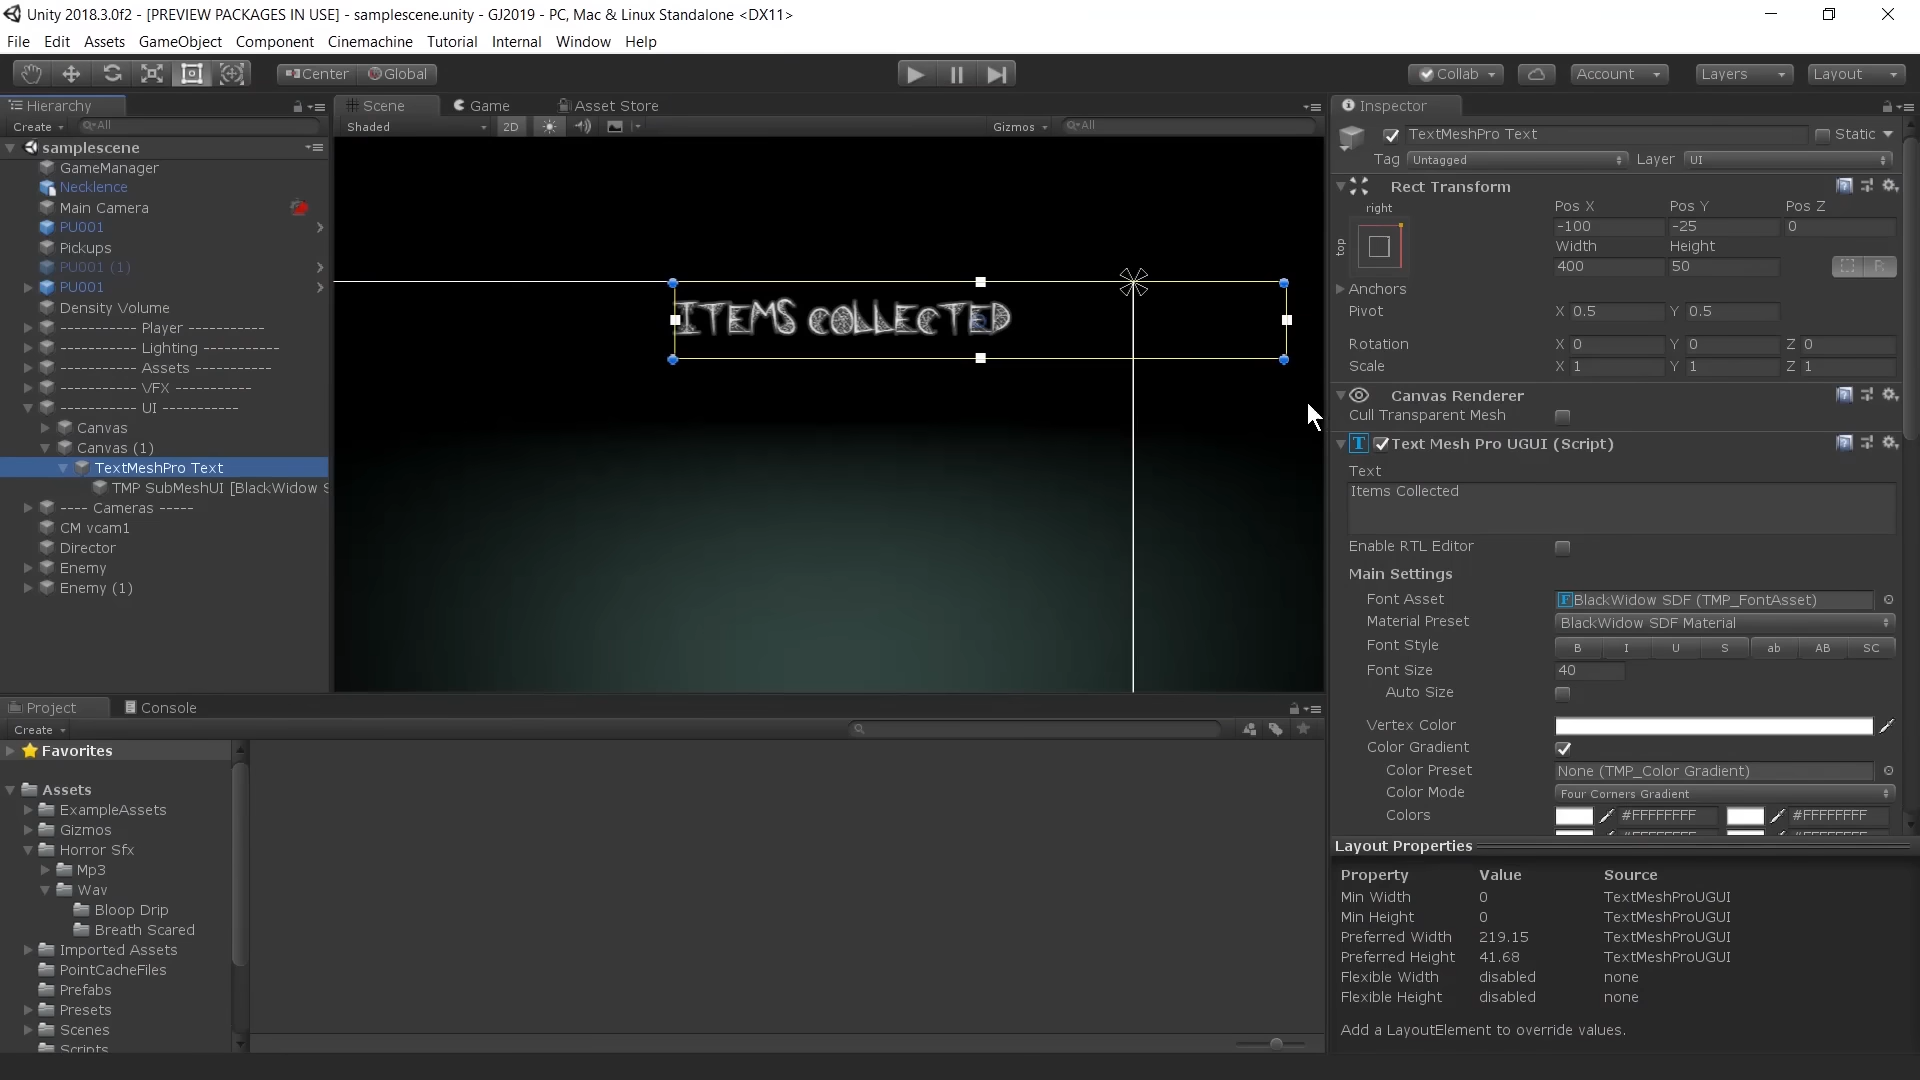 Unity 2018.3.0f2 - [PREVIEW PACKAGES IN USE] - samplescene.unity - GJ2019 - PC, Mac & Linux Standalone <DX11>
File Edit Assets GameObject Component Cinemachine Tutorial Internal Window Help
Center Global Collab Account Layers Layout
Hierarchy
Create All
samplescene
GameManager
Necklence
Main Camera
PU001
Pickups
PU001 (1)
PU001
Density Volume
----------- Player -----------
----------- Lighting -----------
----------- Assets -----------
----------- VFX -----------
----------- UI -----------
Canvas
Canvas (1)
TextMeshPro Text
TMP SubMeshUI [BlackWidow S
---- Cameras -----
CM vcam1
Director
Enemy
Enemy (1)
Scene Game Asset Store
Shaded 2D Gizmos All
ITEMS COLLECTED
Inspector
TextMeshPro Text Static
Tag Untagged Layer UI
Rect Transform
right
top
Pos X Pos Y Pos Z
-100 -25 0
Width Height
400 50 R
Anchors
Pivot X 0.5 Y 0.5
Rotation X 0 Y 0 Z 0
Scale X 1 Y 1 Z 1
Canvas Renderer
Cull Transparent Mesh
T Text Mesh Pro UGUI (Script)
Text
Items Collected
Enable RTL Editor
Main Settings
Font Asset F BlackWidow SDF (TMP_FontAsset)
Material Preset BlackWidow SDF Material
Font Style B I U S ab AB SC
Font Size 40
Auto Size
Vertex Color
Color Gradient
Color Preset None (TMP_Color Gradient)
Color Mode Four Corners Gradient
Colors #FFFFFFFF #FFFFFFFF
Layout Properties
Property Value Source
Min Width 0 TextMeshProUGUI
Min Height 0 TextMeshProUGUI
Preferred Width 219.15 TextMeshProUGUI
Preferred Height 41.68 TextMeshProUGUI
Flexible Width disabled none
Flexible Height disabled none
Add a LayoutElement to override values.
Project Console
Create
Favorites
Assets
ExampleAssets
Gizmos
Horror Sfx
Mp3
Wav
Bloop Drip
Breath Scared
Imported Assets
PointCacheFiles
Prefabs
Presets
Scenes
Scripts